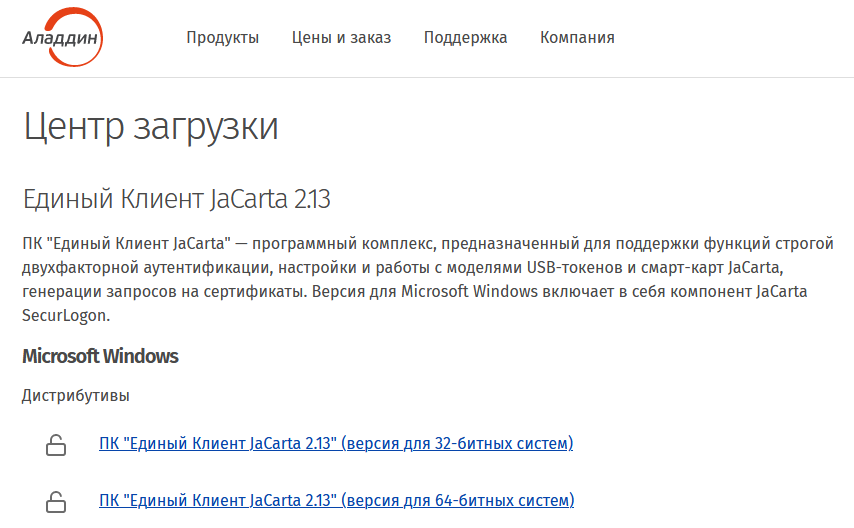 Аладдин
Продукты Цены и заказ Поддержка Компания
Центр загрузки
Единый Клиент JaCarta 2.13
ПК "Единый Клиент JaCarta" — программный комплекс, предназначенный для поддержки функций строгой
двухфакторной аутентификации, настройки и работы с моделями USB-токенов и смарт-карт JaCarta,
генерации запросов на сертификаты. Версия для Microsoft Windows включает в себя компонент JaCarta
SecurLogon.
Microsoft Windows
Дистрибутивы
ПК "Единый Клиент JaCarta 2.13" (версия для 32-битных систем)
ПК "Единый Клиент JaCarta 2.13" (версия для 64-битных систем)